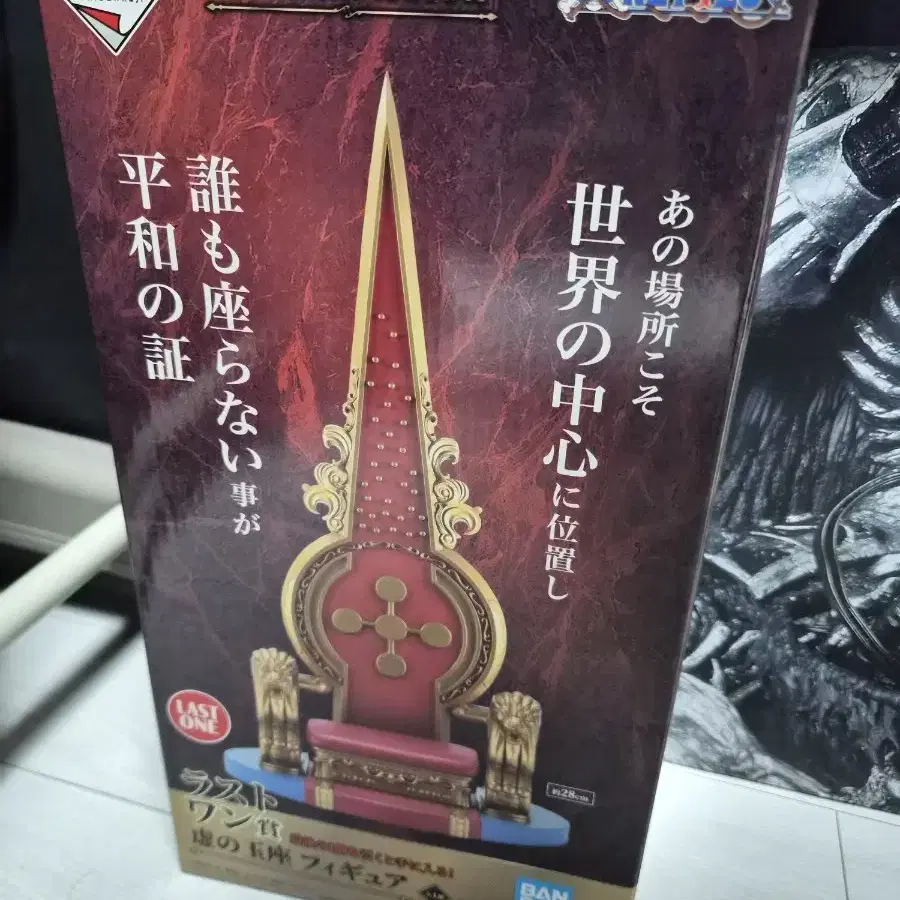 あの場所こそ
世界の中心に位置し
誰も座らない事が
平和の証
LAST
ONE
約28cm
ラスト
ワン賞
虚の玉座 フィギュア
BAN